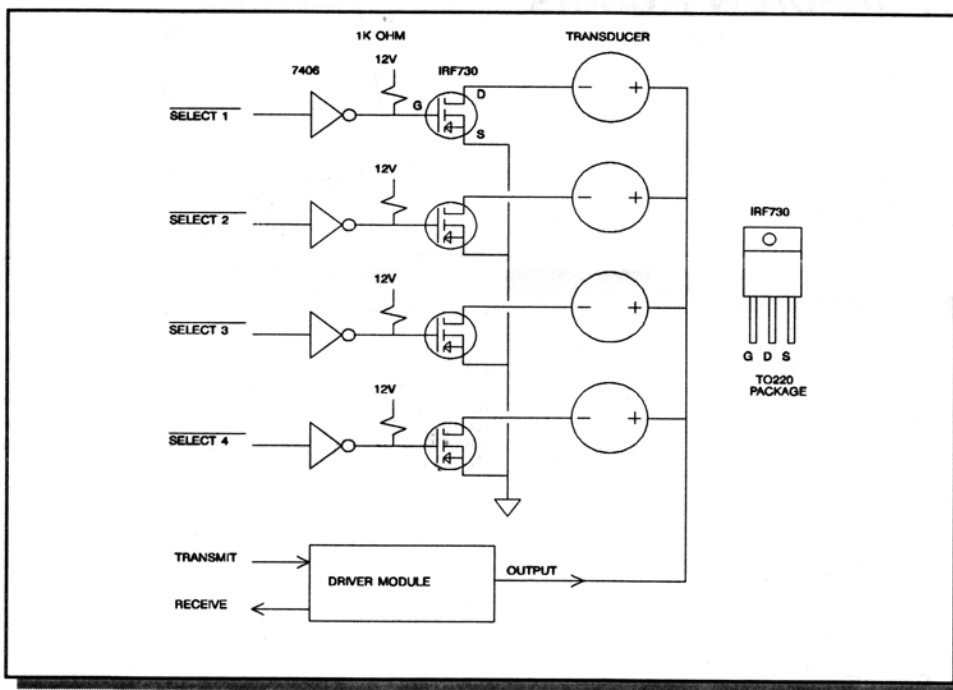 1K OHM
TRANSDUCER
7406
12V
IRF730
D
G
S
- +
SELECT 1
12V
SELECT 2
- +
IRF730
12V
SELECT 3
- +
G D S
TO220
PACKAGE
12V
SELECT 4
- +
TRANSMIT
DRIVER MODULE
OUTPUT
RECEIVE